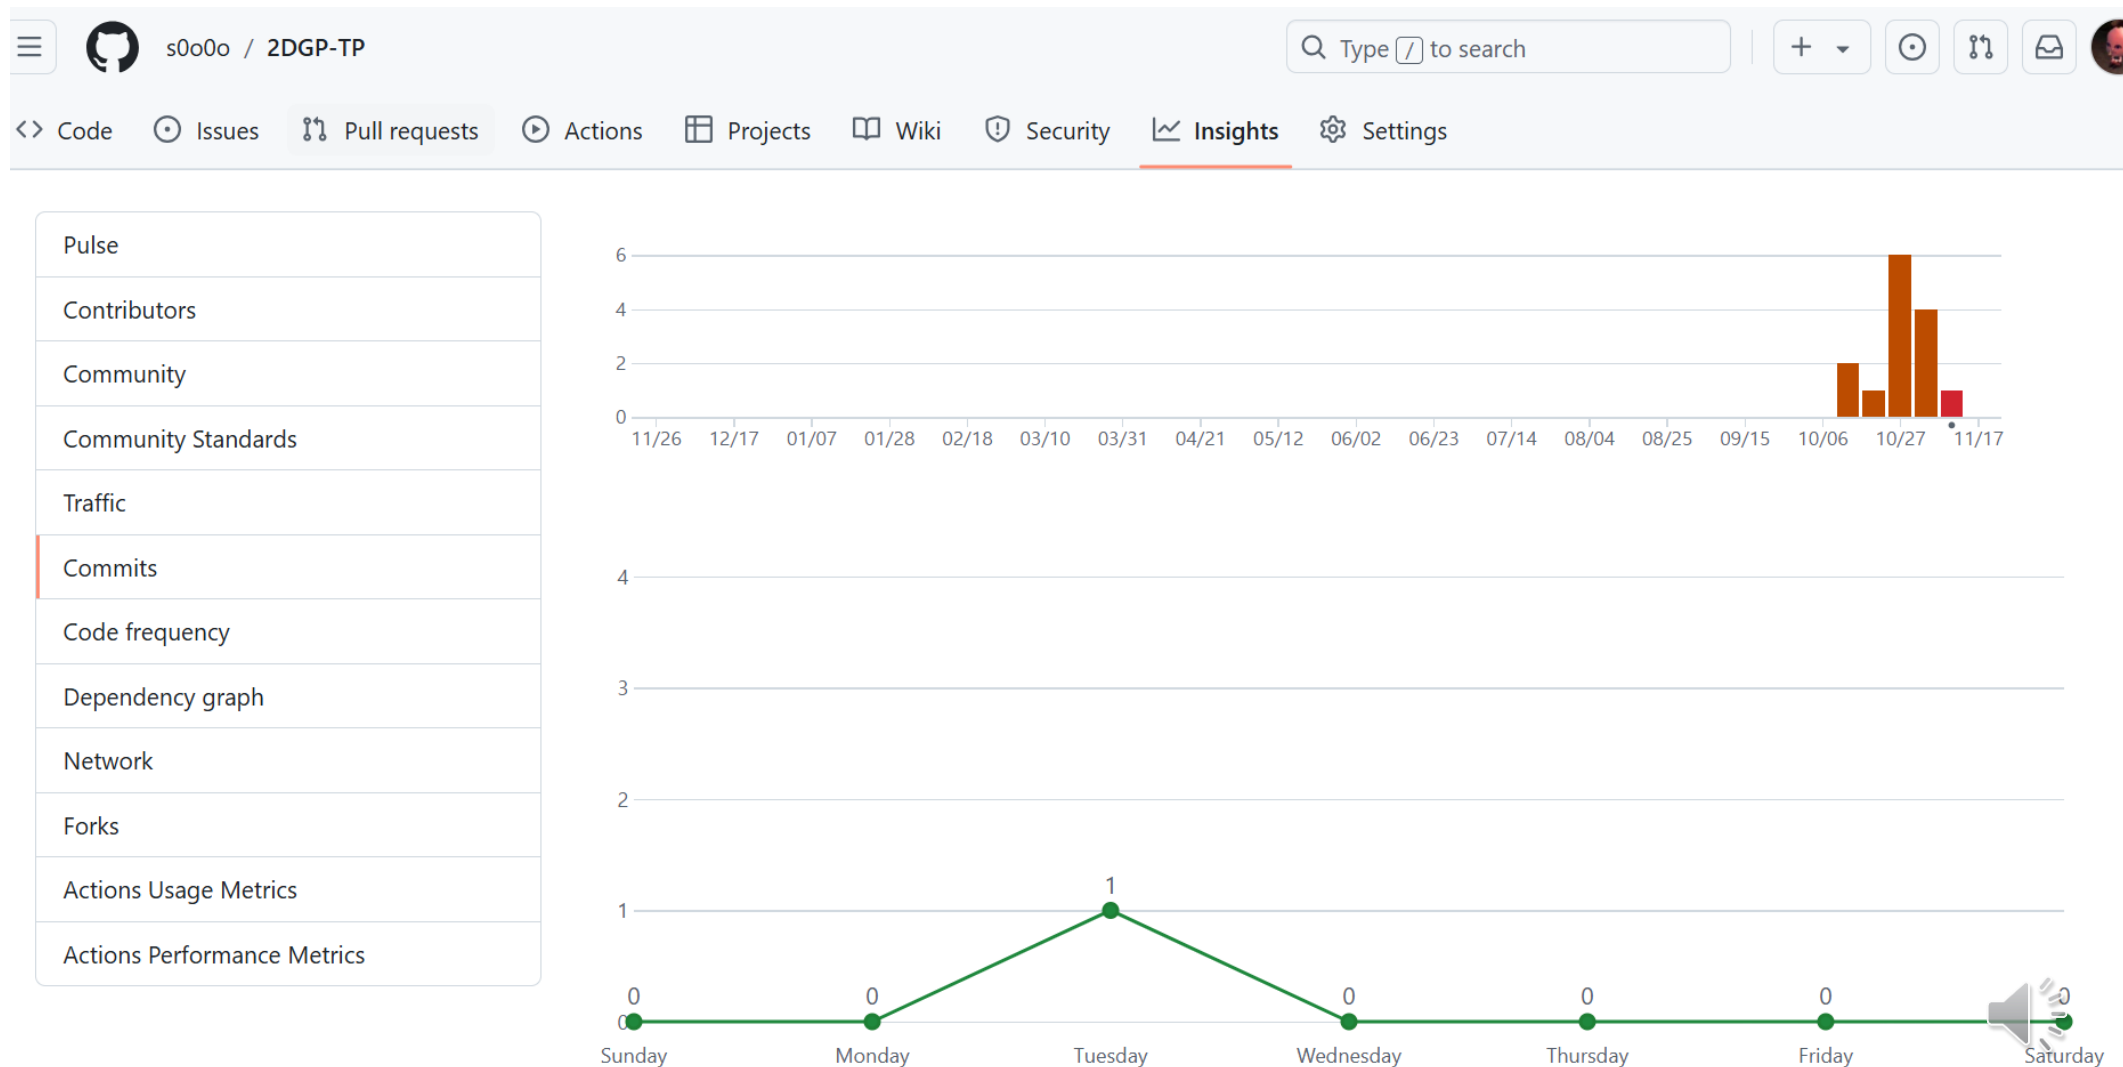 s0o0o / 2DGP-TP
Type / to search
Code Issues Pull requests Actions Projects Wiki Security Insights Settings
Pulse
Contributors
Community
Community Standards
Traffic
Commits
Code frequency
Dependency graph
Network
Forks
Actions Usage Metrics
Actions Performance Metrics
6
4
2
0
11/26 12/17 01/07 01/28 02/18 03/10 03/31 04/21 05/12 06/02 06/23 07/14 08/04 08/25 09/15 10/06 10/27 11/17
4
3
2
1
1
0 0 0 0 0 0
0
Sunday Monday Tuesday Wednesday Thursday Friday Saturday